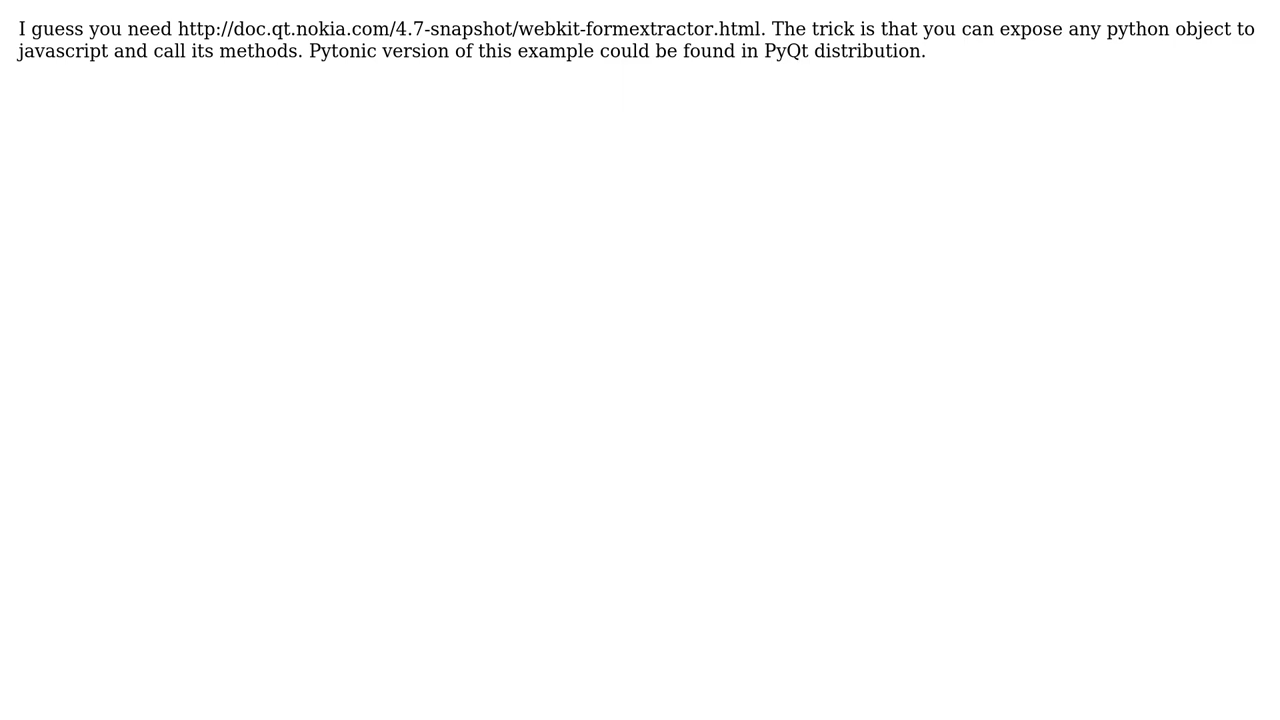 I guess you need http://doc.qt.nokia.com/4.7-snapshot/webkit-formextractor.html. The trick is that you can expose any python object to
javascript and call its methods. Pytonic version of this example could be found in PyQt distribution.